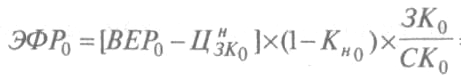 ЭФР₀ = [ВЕР₀ − Ц^н_ЗК₀] × (1 − К_н₀) × ЗК₀/СК₀ =